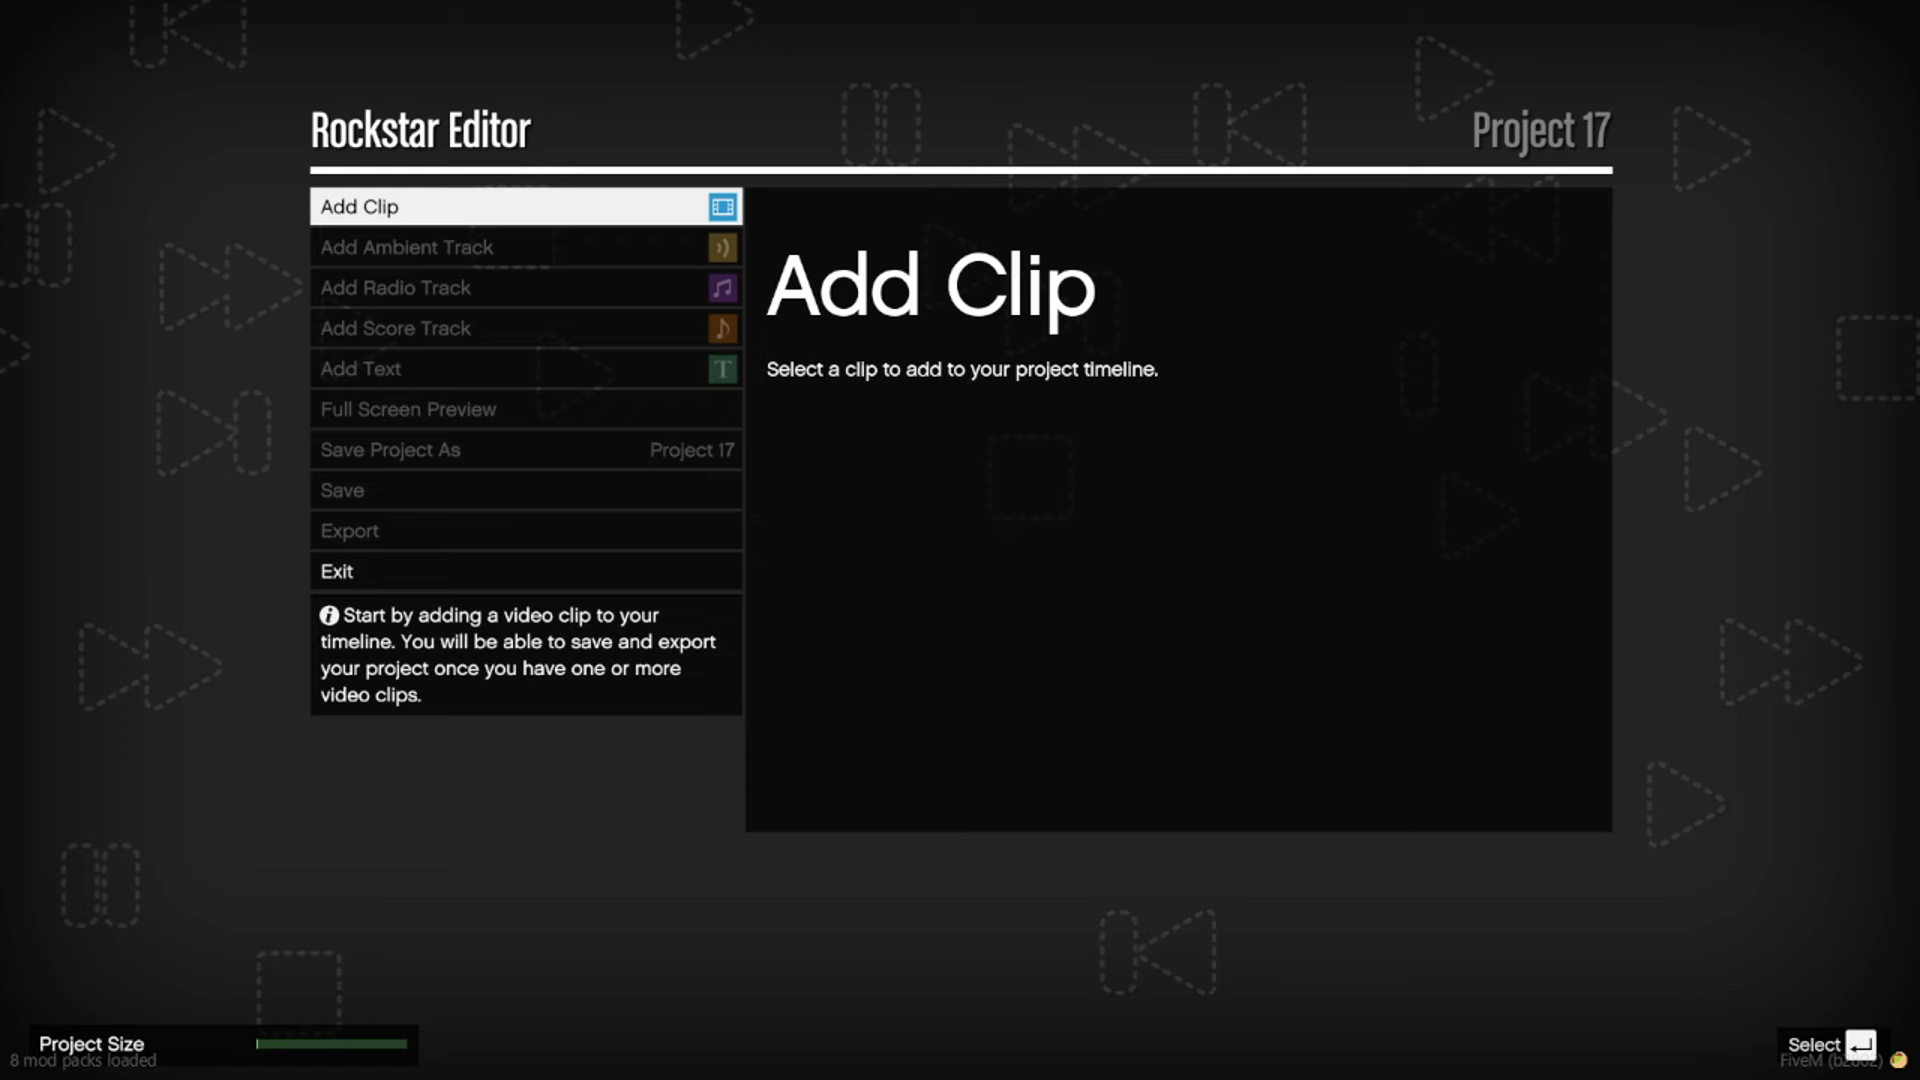 Rockstar Editor
Project 17
Add Clip
Add Ambient Track
Add Radio Track
Add Score Track
Add Text
T
Full Screen Preview
Save Project As Project 17
Save
Export
Exit
Start by adding a video clip to your
timeline. You will be able to save and export
your project once you have one or more
video clips.
Add Clip
Select a clip to add to your project timeline.
Project Size
8 mod packs loaded
Select
FiveM